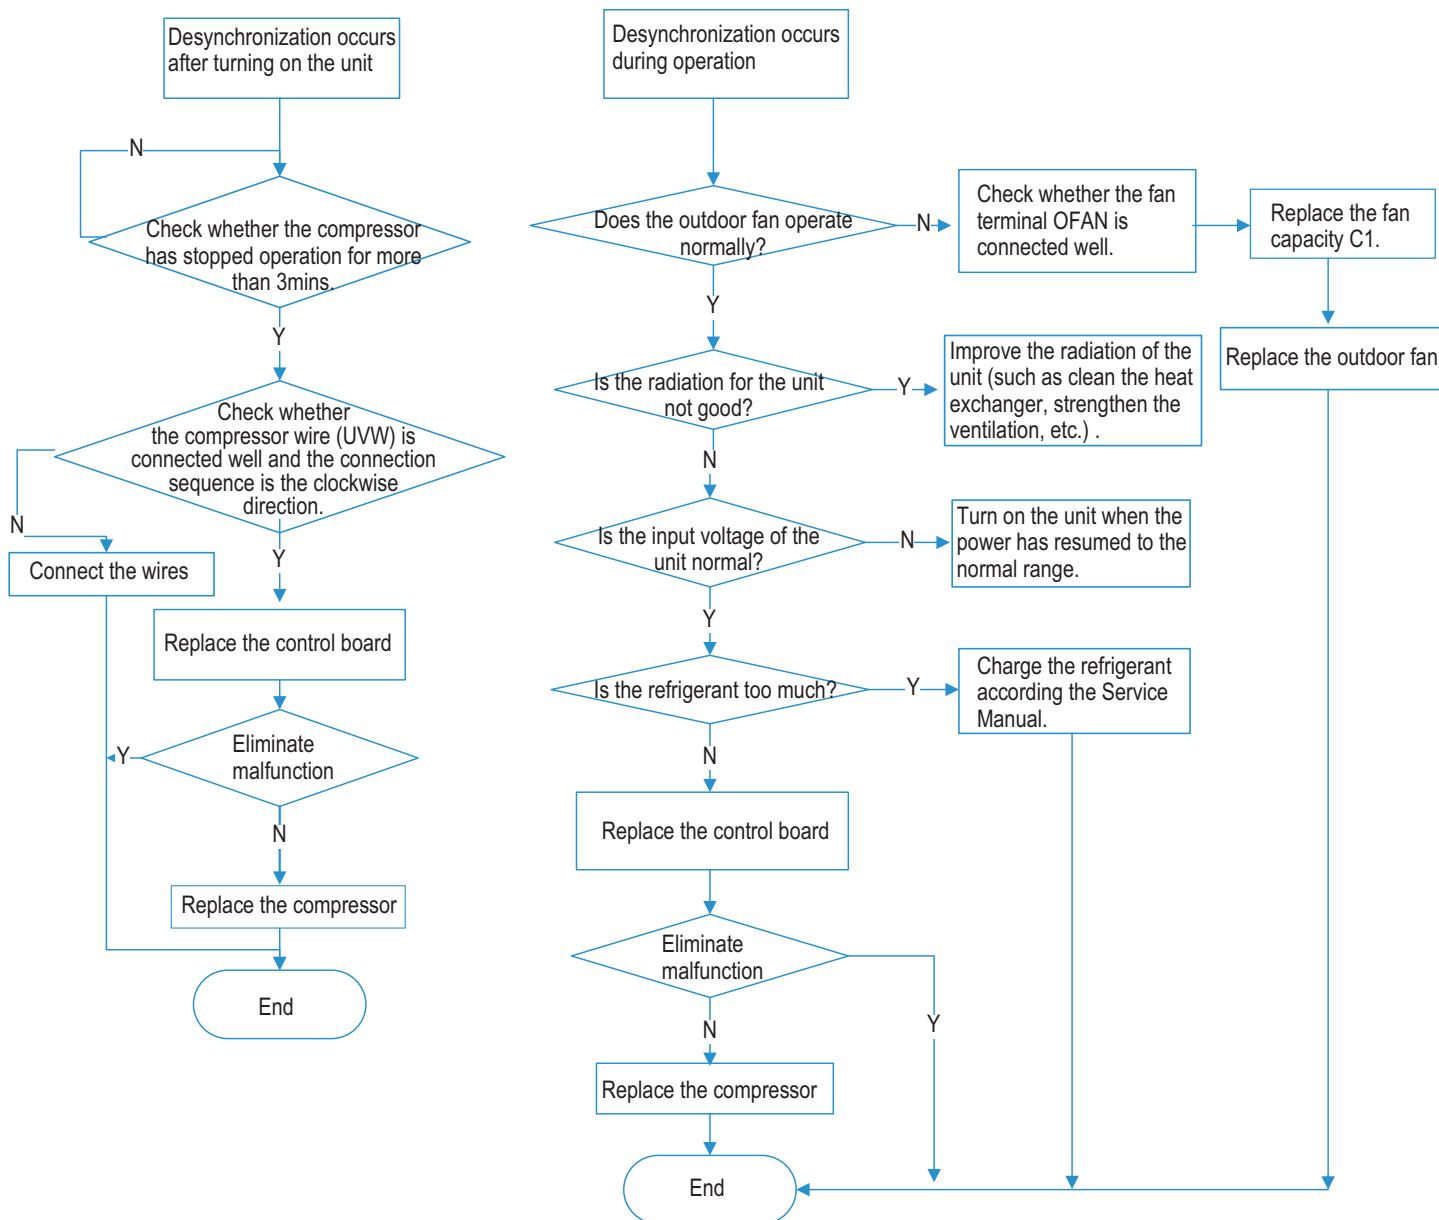 Desynchronization occurs
after turning on the unit
N
Check whether the compressor
has stopped operation for more
than 3mins.
Y
Check whether
the compressor wire (UVW) is
connected well and the connection
sequence is the clockwise
direction.
N
Connect the wires
Y
Replace the control board
Eliminate
malfunction
Y
N
Replace the compressor
End
Desynchronization occurs
during operation
Does the outdoor fan operate
normally?
N
Check whether the fan
terminal OFAN is
connected well.
Replace the fan
capacity C1.
Replace the outdoor fan
Y
Is the radiation for the unit
not good?
Y
Improve the radiation of the
unit (such as clean the heat
exchanger, strengthen the
ventilation, etc.) .
N
Is the input voltage of the
unit normal?
N
Turn on the unit when the
power has resumed to the
normal range.
Y
Is the refrigerant too much?
Y
Charge the refrigerant
according the Service
Manual.
N
Replace the control board
Eliminate
malfunction
Y
N
Replace the compressor
End